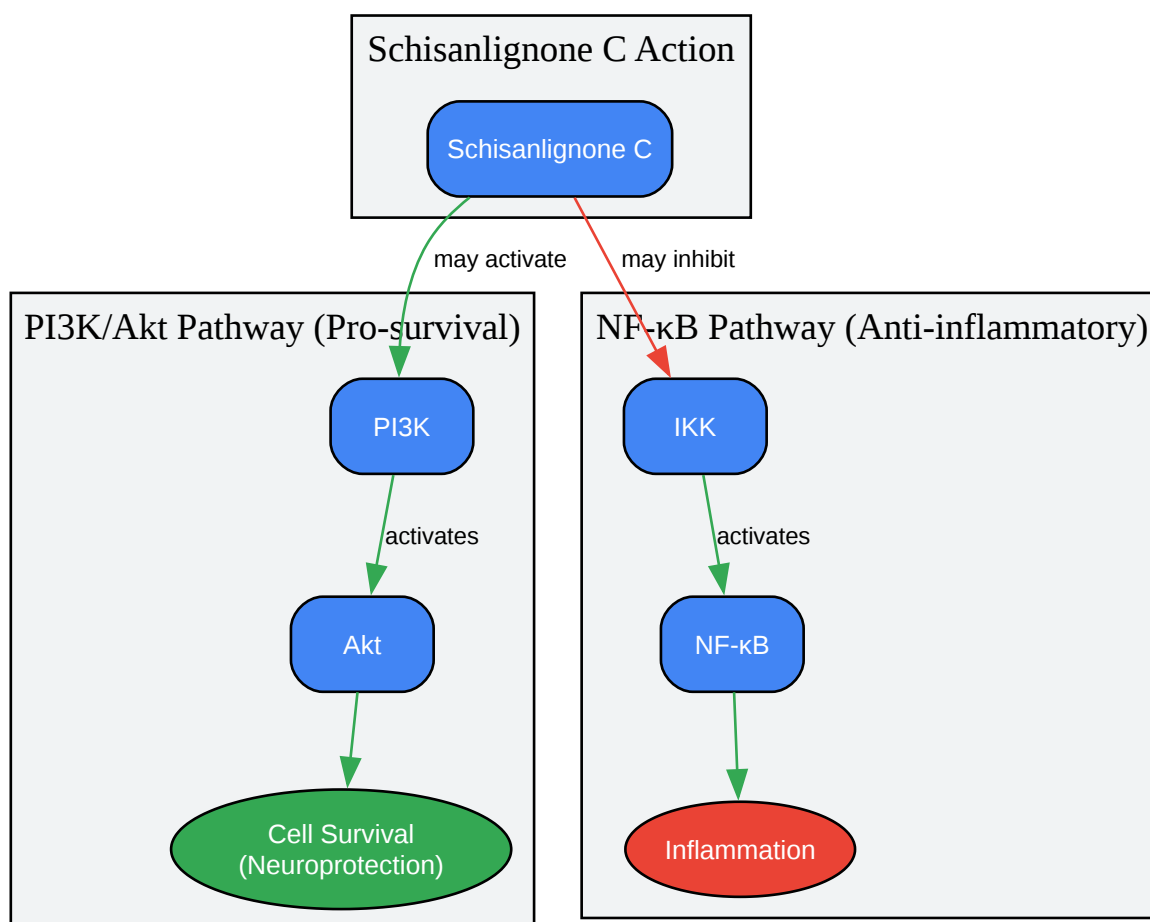 Schisanlignone C Action
Schisanlignone C
may activate
may inhibit
PI3K/Akt Pathway (Pro-survival)
NF-κB Pathway (Anti-inflammatory)
PI3K
IKK
activates
activates
Akt
NF-κB
Cell Survival
(Neuroprotection)
Inflammation